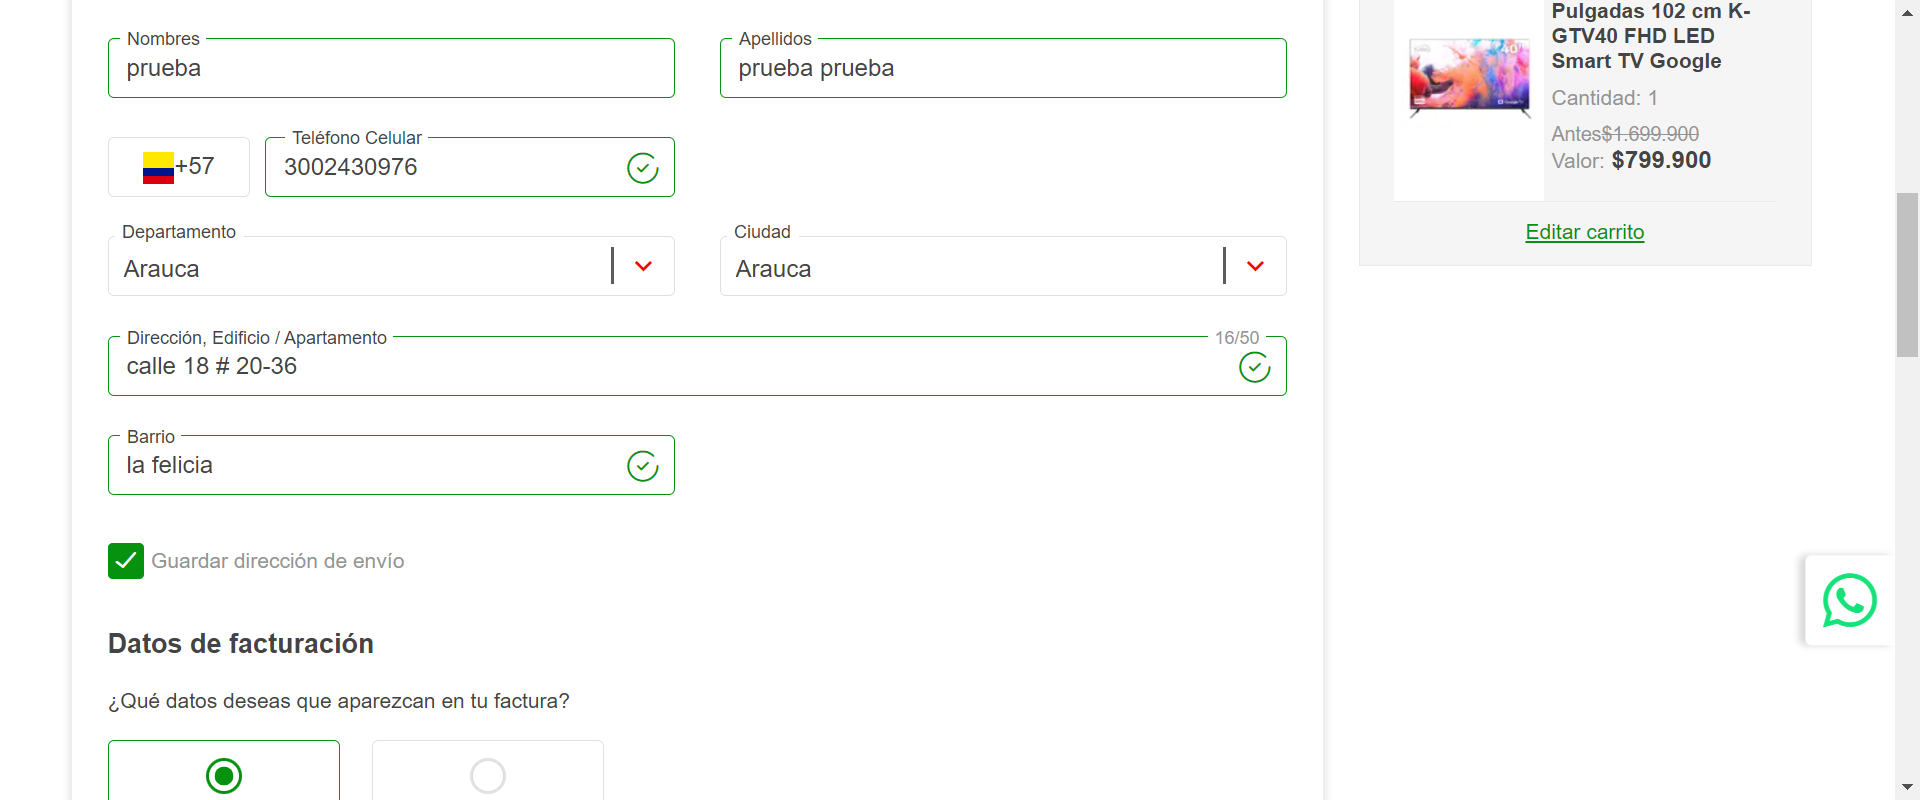 Nombres
prueba
Apellidos
prueba prueba
+57
Teléfono Celular
3002430976
Departamento
Arauca
Ciudad
Arauca
Dirección, Edificio / Apartamento
16/50
calle 18 # 20-36
Barrio
la felicia
Guardar dirección de envío
Datos de facturación
¿Qué datos deseas que aparezcan en tu factura?
Pulgadas 102 cm K-
GTV40 FHD LED
Smart TV Google
Cantidad: 1
Antes$1.699.900
Valor: $799.900
Editar carrito